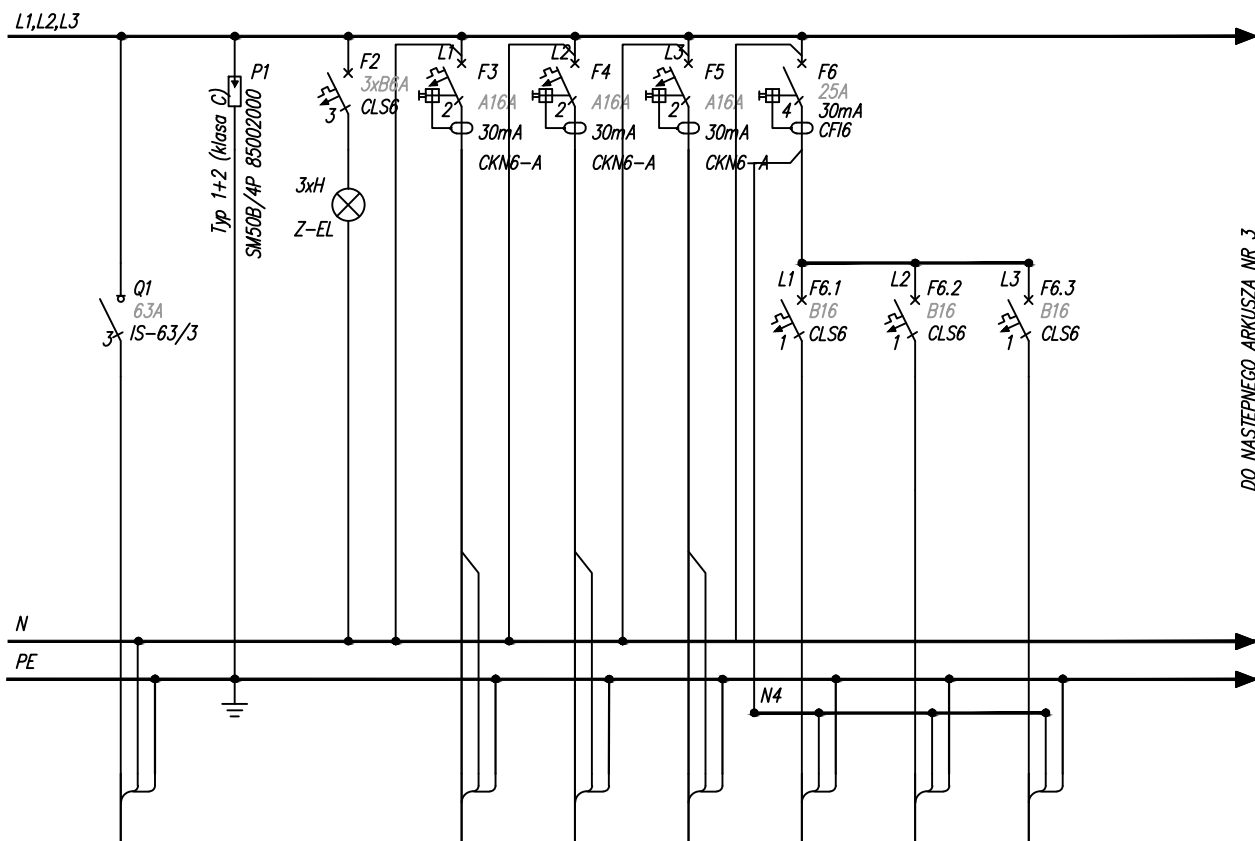 L1,L2,L3
P1
Typ 1+2 (klasa C)
SM50B/4P 85002000
F2
3xB6A
CLS6
3
3xH
Z-EL
L1
F3
A16A
2
30mA
CKN6-A
L2
F4
A16A
2
30mA
CKN6-A
L3
F5
A16A
2
30mA
CKN6-A
F6
25A
30mA
4
CFI6
Q1
63A
3
IS-63/3
L1
F6.1
B16
CLS6
1
L2
F6.2
B16
CLS6
1
L3
F6.3
B16
CLS6
1
DO NASTEPNEGO ARKUSZA NR 3
N
PE
N4